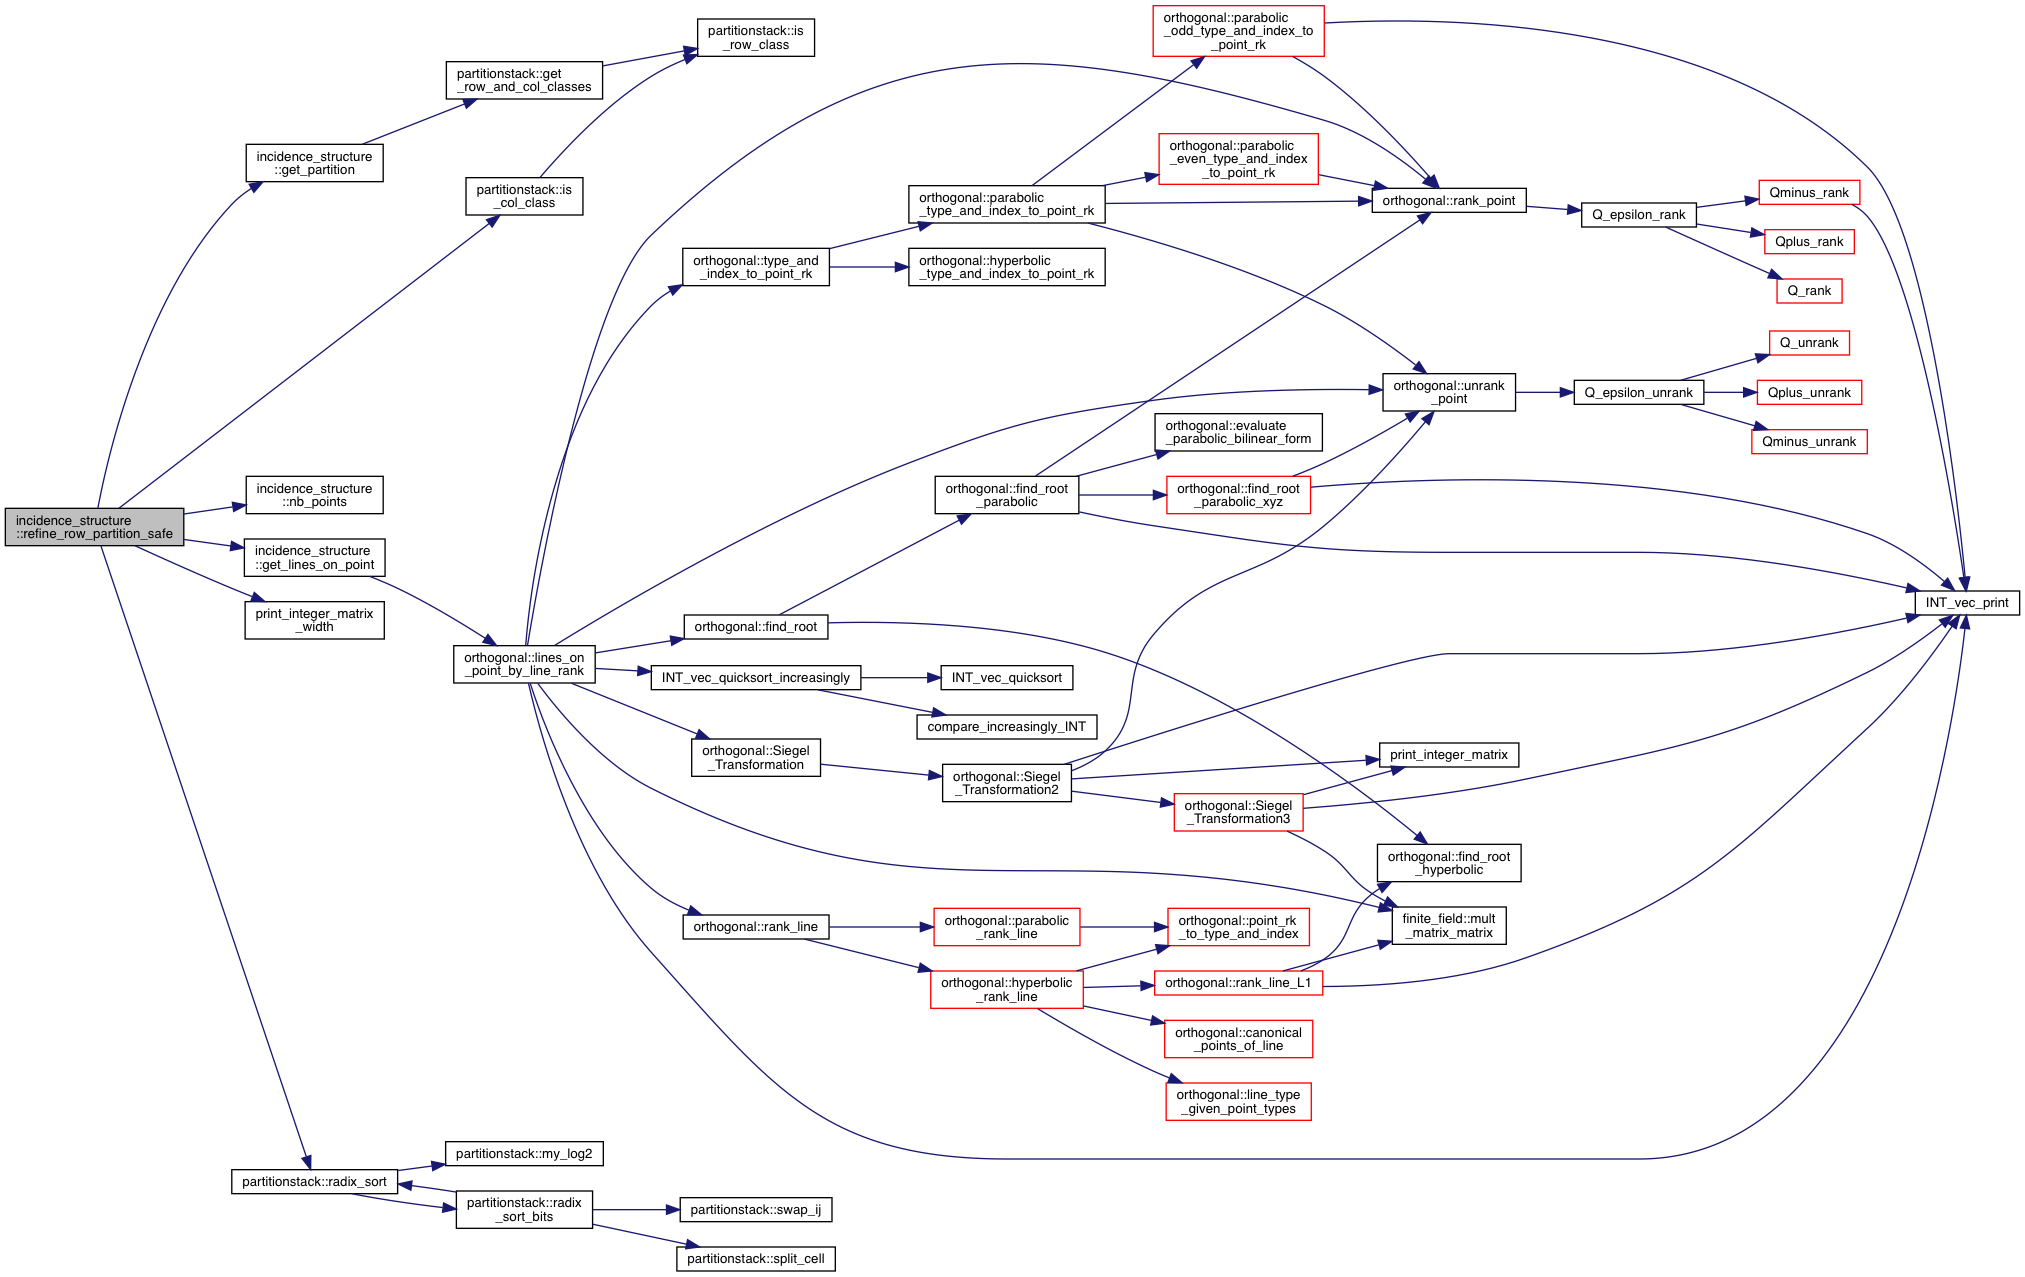 incidence_structure
::refine_row_partition_safe
incidence_structure
::get_partition
partitionstack::get
_row_and_col_classes
partitionstack::is
_row_class
partitionstack::is
_col_class
incidence_structure
::nb_points
incidence_structure
::get_lines_on_point
print_integer_matrix
_width
orthogonal::lines_on
_point_by_line_rank
orthogonal::type_and
_index_to_point_rk
orthogonal::parabolic
_type_and_index_to_point_rk
orthogonal::hyperbolic
_type_and_index_to_point_rk
orthogonal::parabolic
_odd_type_and_index_to
_point_rk
orthogonal::parabolic
_even_type_and_index
_to_point_rk
orthogonal::rank_point
Q_epsilon_rank
Qminus_rank
Qplus_rank
Q_rank
orthogonal::unrank
_point
Q_epsilon_unrank
Q_unrank
Qplus_unrank
Qminus_unrank
orthogonal::evaluate
_parabolic_bilinear_form
orthogonal::find_root
_parabolic
orthogonal::find_root
_parabolic_xyz
INT_vec_print
orthogonal::find_root
INT_vec_quicksort_increasingly
INT_vec_quicksort
compare_increasingly_INT
orthogonal::Siegel
_Transformation
orthogonal::Siegel
_Transformation2
print_integer_matrix
orthogonal::Siegel
_Transformation3
orthogonal::find_root
_hyperbolic
finite_field::mult
_matrix_matrix
orthogonal::rank_line
orthogonal::parabolic
_rank_line
orthogonal::point_rk
_to_type_and_index
orthogonal::hyperbolic
_rank_line
orthogonal::rank_line_L1
orthogonal::canonical
_points_of_line
orthogonal::line_type
_given_point_types
partitionstack::radix_sort
partitionstack::my_log2
partitionstack::radix
_sort_bits
partitionstack::swap_ij
partitionstack::split_cell